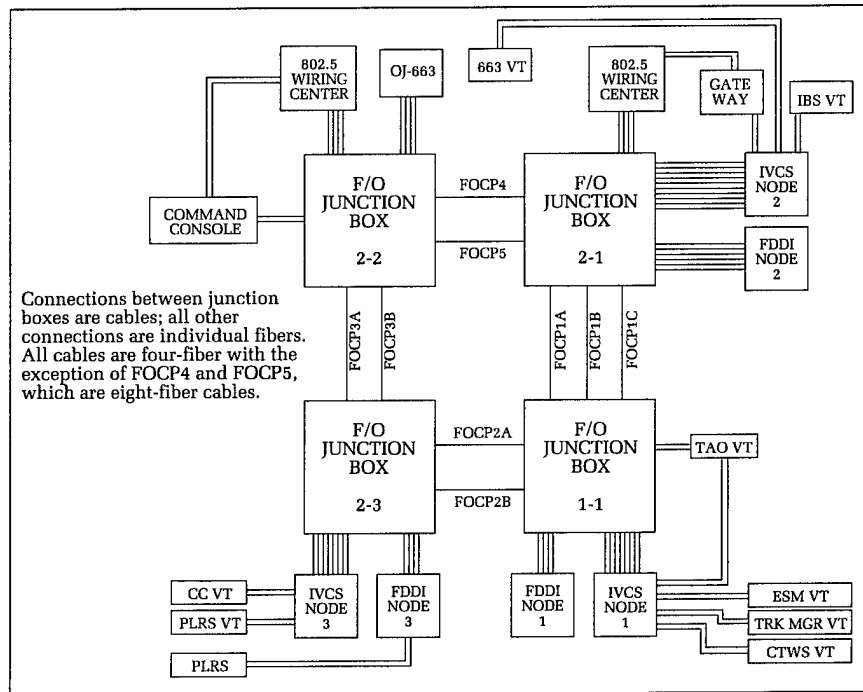 802.5
WIRING
CENTER
OJ-663
663 VT
802.5
WIRING
CENTER
GATE
WAY
IBS VT
COMMAND
CONSOLE
F/O
JUNCTION
BOX
2-2
FOCP4
FOCP5
F/O
JUNCTION
BOX
2-1
IVCS
NODE
2
FDDI
NODE
2
Connections between junction
boxes are cables; all other
connections are individual fibers.
All cables are four-fiber with the
exception of FOCP4 and FOCP5,
which are eight-fiber cables.
FOCP3A
FOCP3B
FOCP1A
FOCP1B
FOCP1C
F/O
JUNCTION
BOX
2-3
FOCP2A
FOCP2B
F/O
JUNCTION
BOX
1-1
TAO VT
CC VT
PLRS VT
PLRS
IVCS
NODE
3
FDDI
NODE
3
FDDI
NODE
1
IVCS
NODE
1
ESM VT
TRK MGR VT
CTWS VT